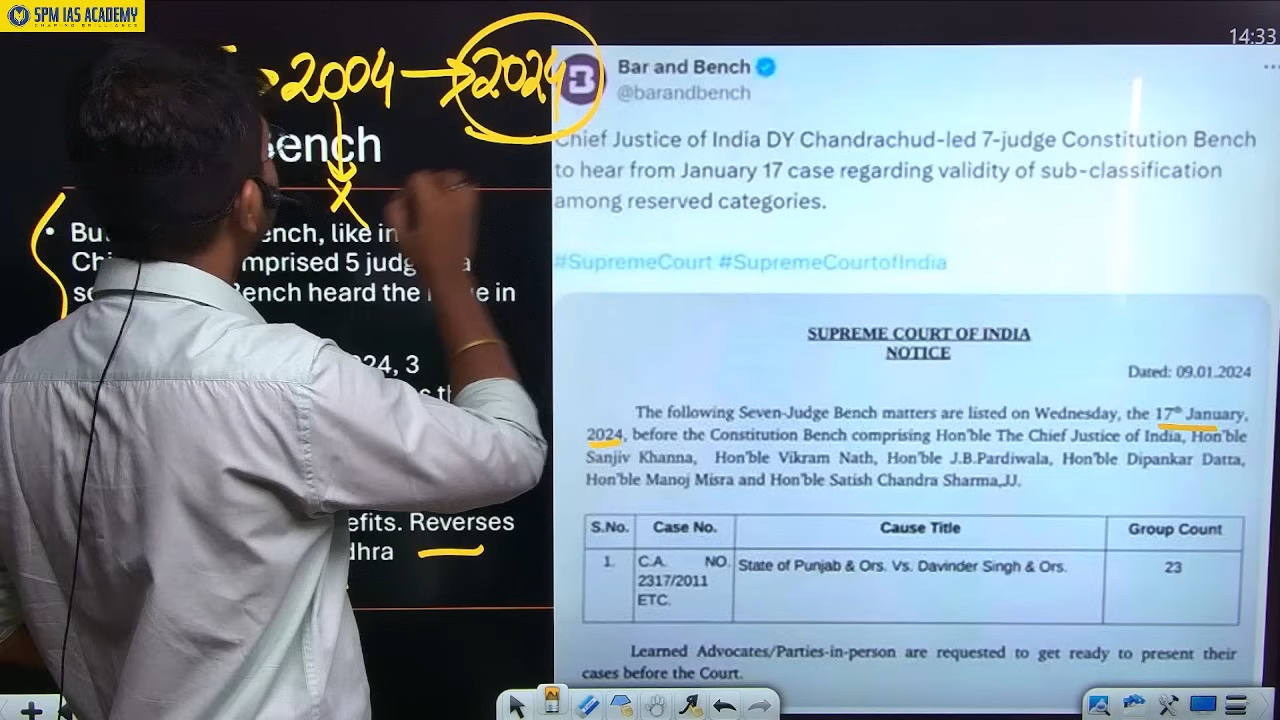 SPM IAS ACADEMY
14:33
2004 → 2024
Bench
Bar and Bench
@barandbench
Chief Justice of India DY Chandrachud-led 7-judge Constitution Bench
to hear from January 17 case regarding validity of sub-classification
among reserved categories.
#SupremeCourt #SupremeCourtofIndia
ench, like in
mprised 5 judg
Bench heard the in
24, 3
efits. Reverses
dhra
SUPREME COURT OF INDIA
NOTICE
Dated: 09.01.2024
The following Seven-Judge Bench matters are listed on Wednesday, the 17th January,
2024, before the Constitution Bench comprising Hon'ble The Chief Justice of India, Hon'ble
Sanjiv Khanna, Hon'ble Vikram Nath, Hon'ble J.B.Pardiwala, Hon'ble Dipankar Datta,
Hon'ble Manoj Misra and Hon'ble Satish Chandra Sharma,JJ.
S.No. Case No. Cause Title Group Count
1. C.A. NO. State of Punjab & Ors. Vs. Davinder Singh & Ors. 23
2317/2011
ETC.
Learned Advocates/Parties-in-person are requested to get ready to present their
cases before the Court.